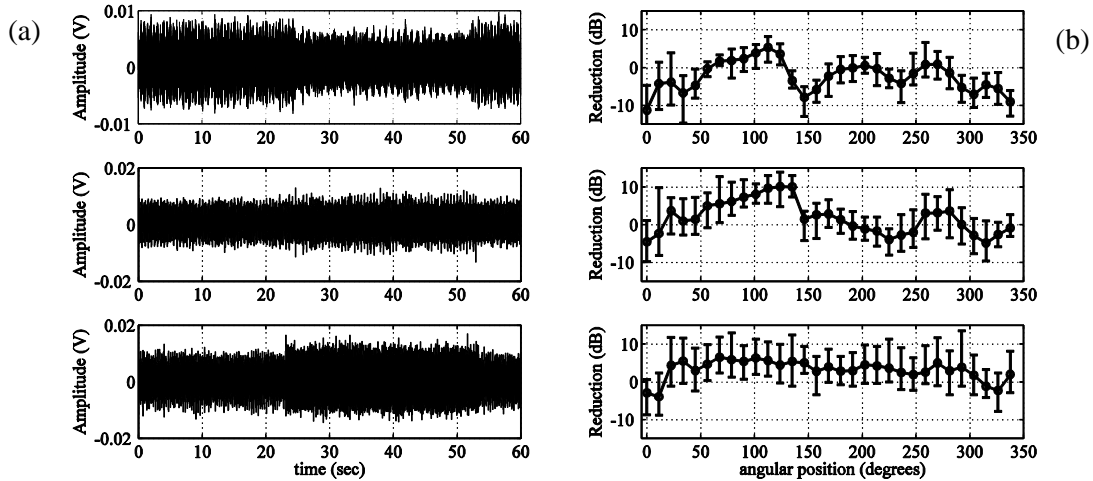 (a)
Amplitude (V)
0.01
0
-0.01
0 10 20 30 40 50 60
Amplitude (V)
0.02
0
-0.02
0 10 20 30 40 50 60
Amplitude (V)
0.02
0
-0.02
0 10 20 30 40 50 60
time (sec)
(b)
Reduction (dB)
10
0
-10
0 50 100 150 200 250 300 350
Reduction (dB)
10
0
-10
0 50 100 150 200 250 300 350
Reduction (dB)
10
0
-10
0 50 100 150 200 250 300 350
angular position (degrees)